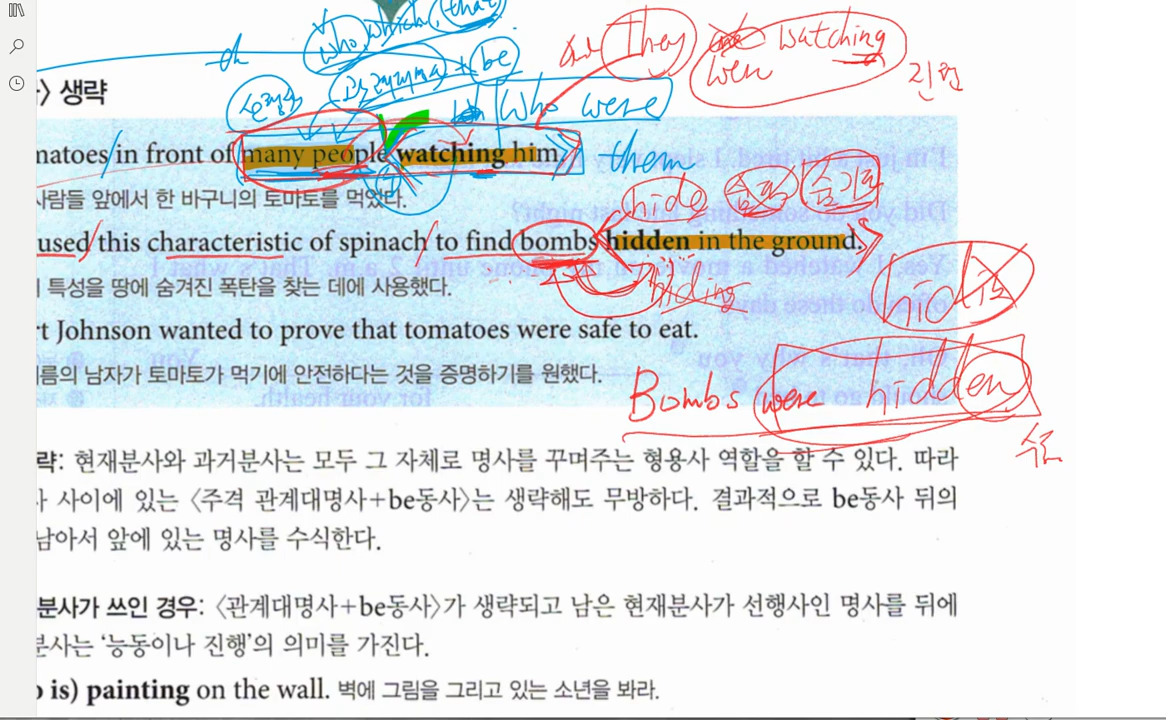 who, which, that
and They are watching
were
관계대명사 + be
진행
> 생략
선행사
who were
matoes in front of many people watching him,
them
사람들 앞에서 한 바구니의 토마토를 먹었다.
hide 숨다 숨기다
used this characteristic of spinach to find bombs hidden in the ground.
특성을 땅에 숨겨진 폭탄을 찾는 데에 사용했다.
hiding
rt Johnson wanted to prove that tomatoes were safe to eat.
이름의 남자가 토마토가 먹기에 안전하다는 것을 증명하기를 원했다.
Bombs were hidden
략: 현재분사와 과거분사는 모두 그 자체로 명사를 꾸며주는 형용사 역할을 할 수 있다. 따라
사 사이에 있는 〈주격 관계대명사+be동사〉는 생략해도 무방하다. 결과적으로 be동사 뒤의
남아서 앞에 있는 명사를 수식한다.
분사가 쓰인 경우: 〈관계대명사+be동사〉가 생략되고 남은 현재분사가 선행사인 명사를 뒤에
분사는 ‘능동이나 진행’의 의미를 가진다.
o is) painting on the wall. 벽에 그림을 그리고 있는 소년을 봐라.